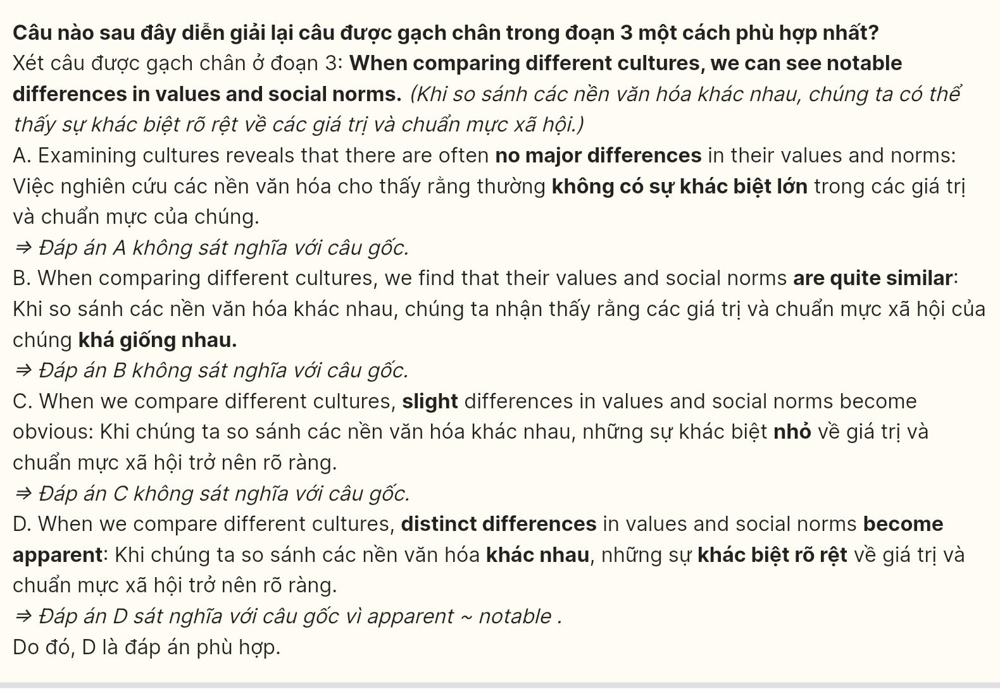 Câu nào sau đây diễn giải lại câu được gạch chân trong đoạn 3 một cách phù hợp nhất?
Xét câu được gạch chân ở đoạn 3: When comparing different cultures, we can see notable
differences in values and social norms. (Khi so sánh các nền văn hóa khác nhau, chúng ta có thể
thấy sự khác biệt rõ rệt về các giá trị và chuẩn mực xã hội.)
A. Examining cultures reveals that there are often no major differences in their values and norms:
Việc nghiên cứu các nền văn hóa cho thấy rằng thường không có sự khác biệt lớn trong các giá trị
và chuẩn mực của chúng.
⇒ Đáp án A không sát nghĩa với câu gốc.
B. When comparing different cultures, we find that their values and social norms are quite similar:
Khi so sánh các nền văn hóa khác nhau, chúng ta nhận thấy rằng các giá trị và chuẩn mực xã hội của
chúng khá giống nhau.
⇒ Đáp án B không sát nghĩa với câu gốc.
C. When we compare different cultures, slight differences in values and social norms become
obvious: Khi chúng ta so sánh các nền văn hóa khác nhau, những sự khác biệt nhỏ về giá trị và
chuẩn mực xã hội trở nên rõ ràng.
⇒ Đáp án C không sát nghĩa với câu gốc.
D. When we compare different cultures, distinct differences in values and social norms become
apparent: Khi chúng ta so sánh các nền văn hóa khác nhau, những sự khác biệt rõ rệt về giá trị và
chuẩn mực xã hội trở nên rõ ràng.
⇒ Đáp án D sát nghĩa với câu gốc vì apparent ~ notable .
Do đó, D là đáp án phù hợp.